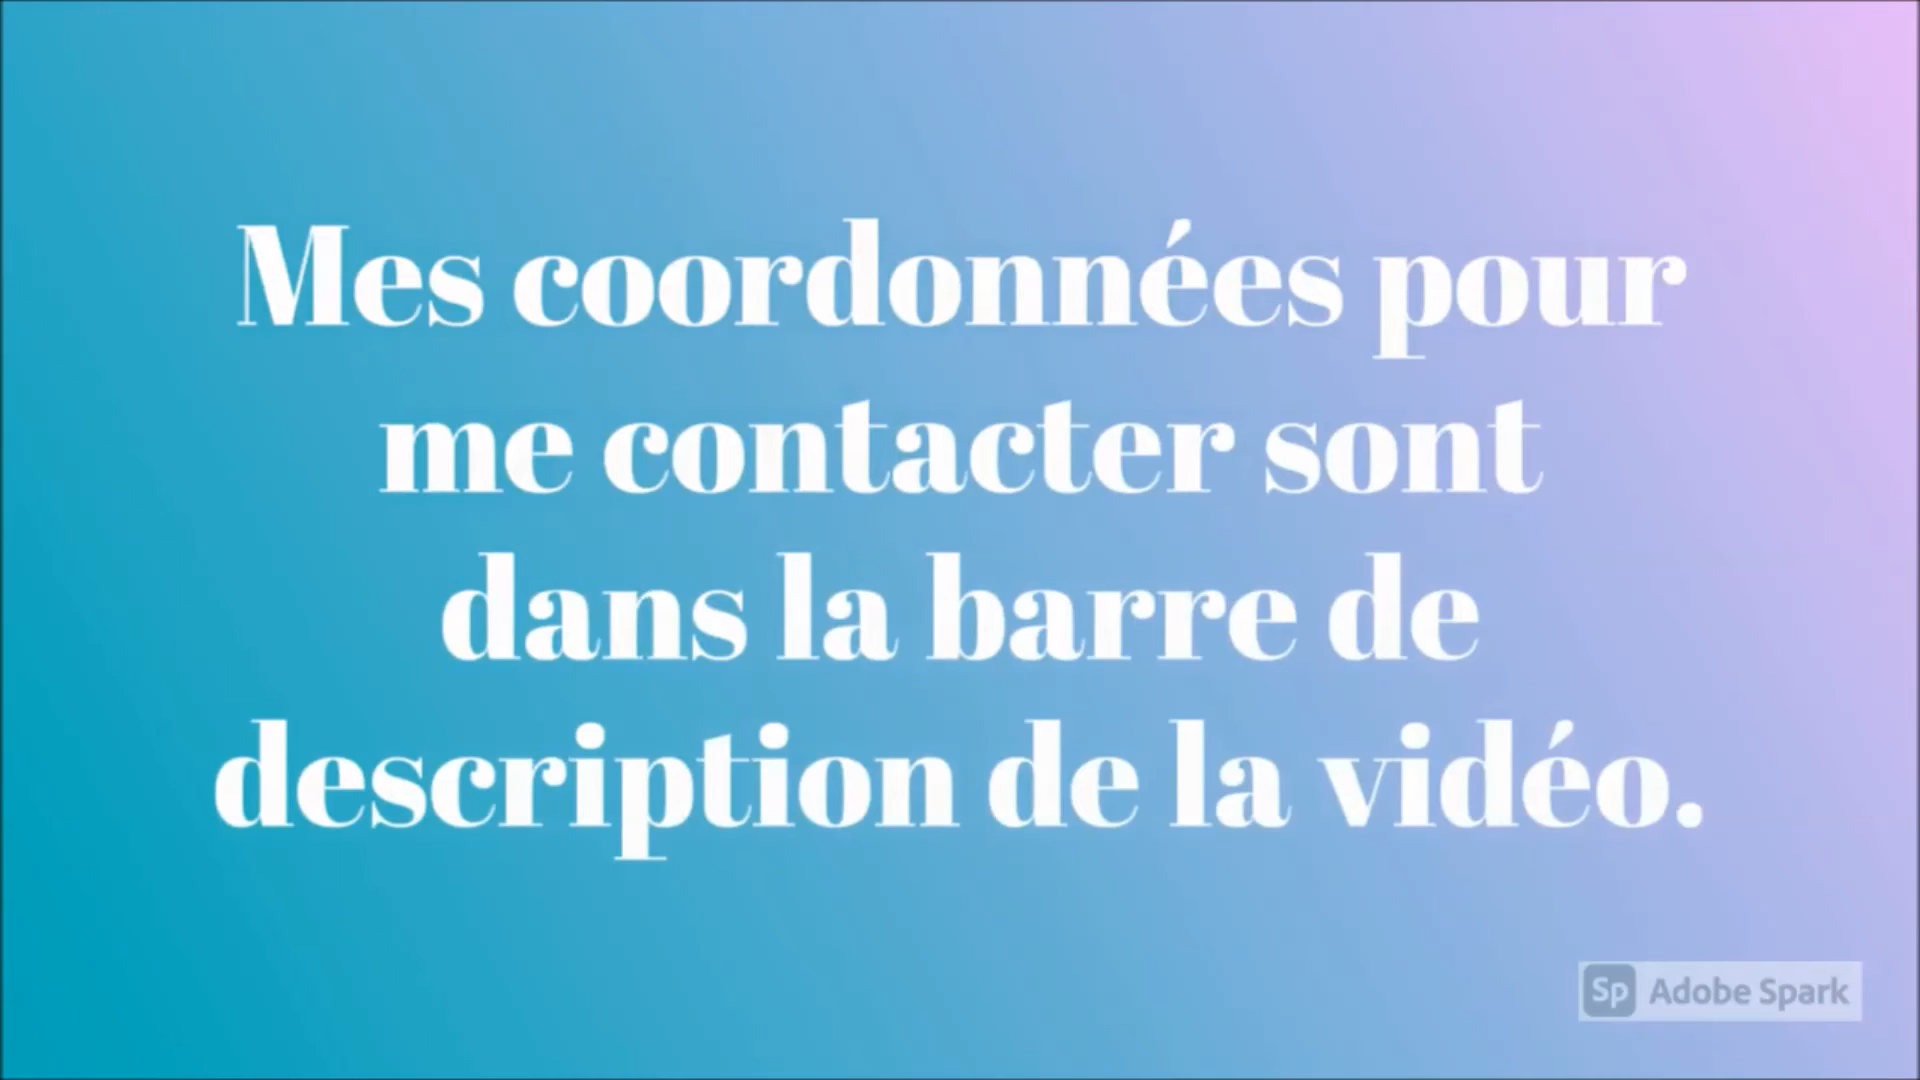 Mes coordonnées pour
me contacter sont
dans la barre de
description de la vidéo.
Sp Adobe Spark